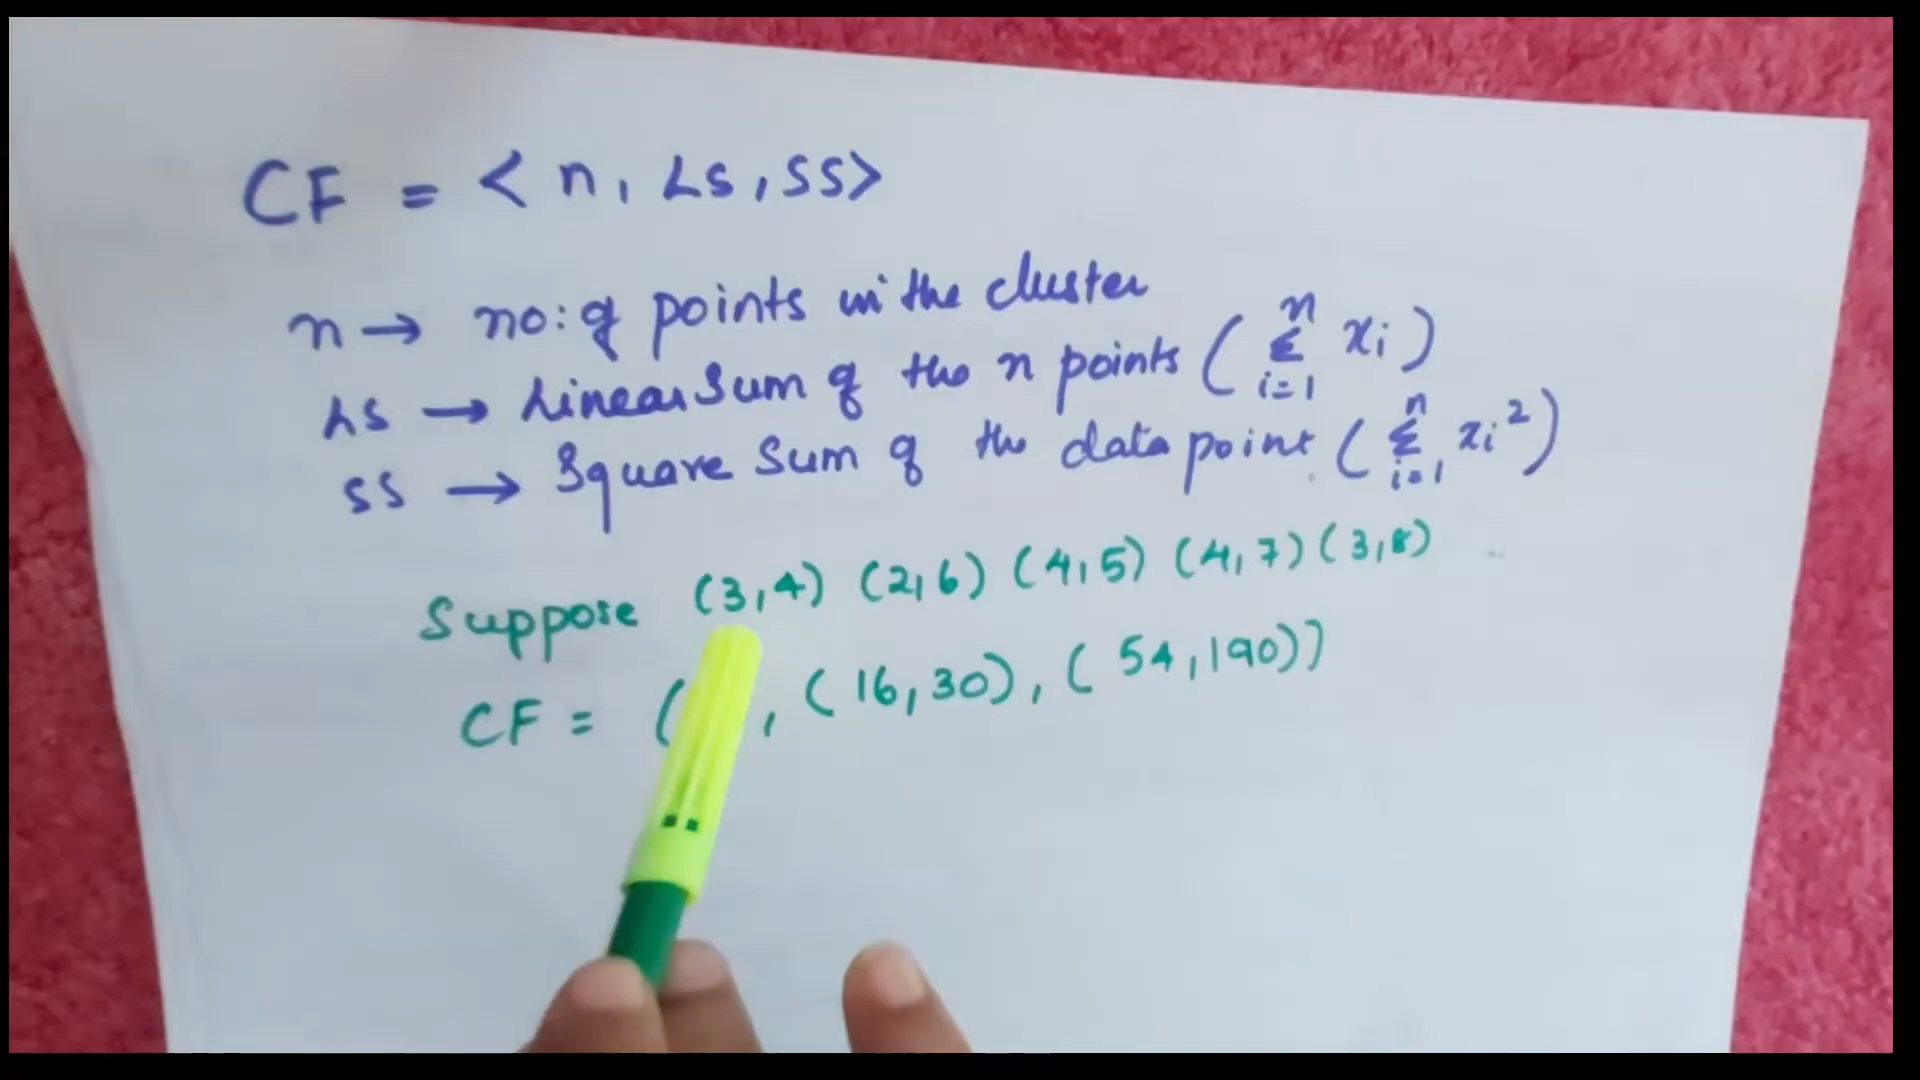 CF = < n, LS, SS>
n → no: of points in the cluster
LS → Linear Sum of the n points ( Σ i=1 n xi )
SS → Square Sum of the data point ( Σ i=1 n xi² )
Suppose (3,4) (2,6) (4,5) (4,7) (3,8)
CF = ( , (16,30), ( 54,190))